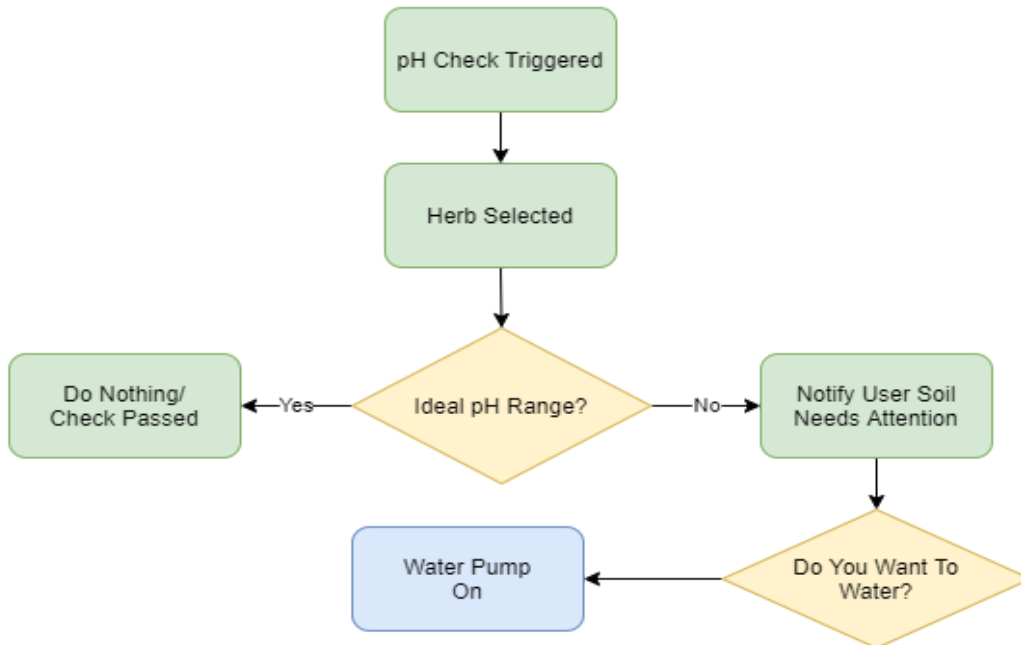 pH Check Triggered
Herb Selected
Do Nothing/
Check Passed
Yes
Ideal pH Range?
No
Notify User Soil
Needs Attention
Water Pump
On
Do You Want To
Water?